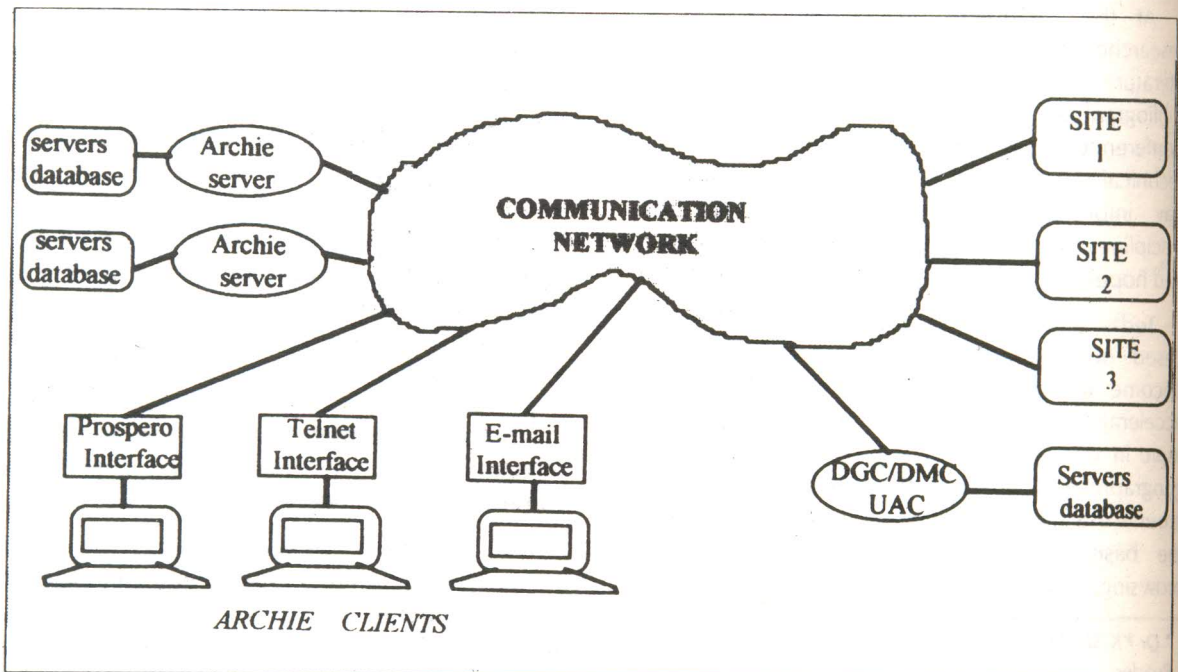 servers
database
Archie
server
servers
database
Archie
server
COMMUNICATION
NETWORK
SITE
1
SITE
2
SITE
3
Prospero
Interface
Telnet
Interface
E-mail
Interface
DGC/DMC
UAC
Servers
database
ARCHIE CLIENTS